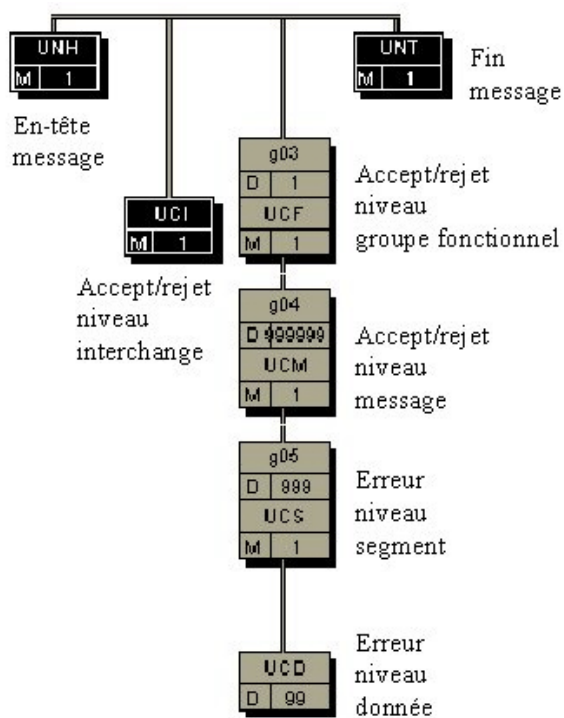 UNH
M 1
En-tête
message
UCI
M 1
Accept/rejet
niveau
interchange
g03
D 1
UCF
M 1
Accept/rejet
niveau
groupe fonctionnel
g04
D 999999
UCM
M 1
Accept/rejet
niveau
message
g05
D 999
UCS
M 1
Erreur
niveau
segment
UCD
D 99
Erreur
niveau
donnée
UNT
M 1
Fin
message